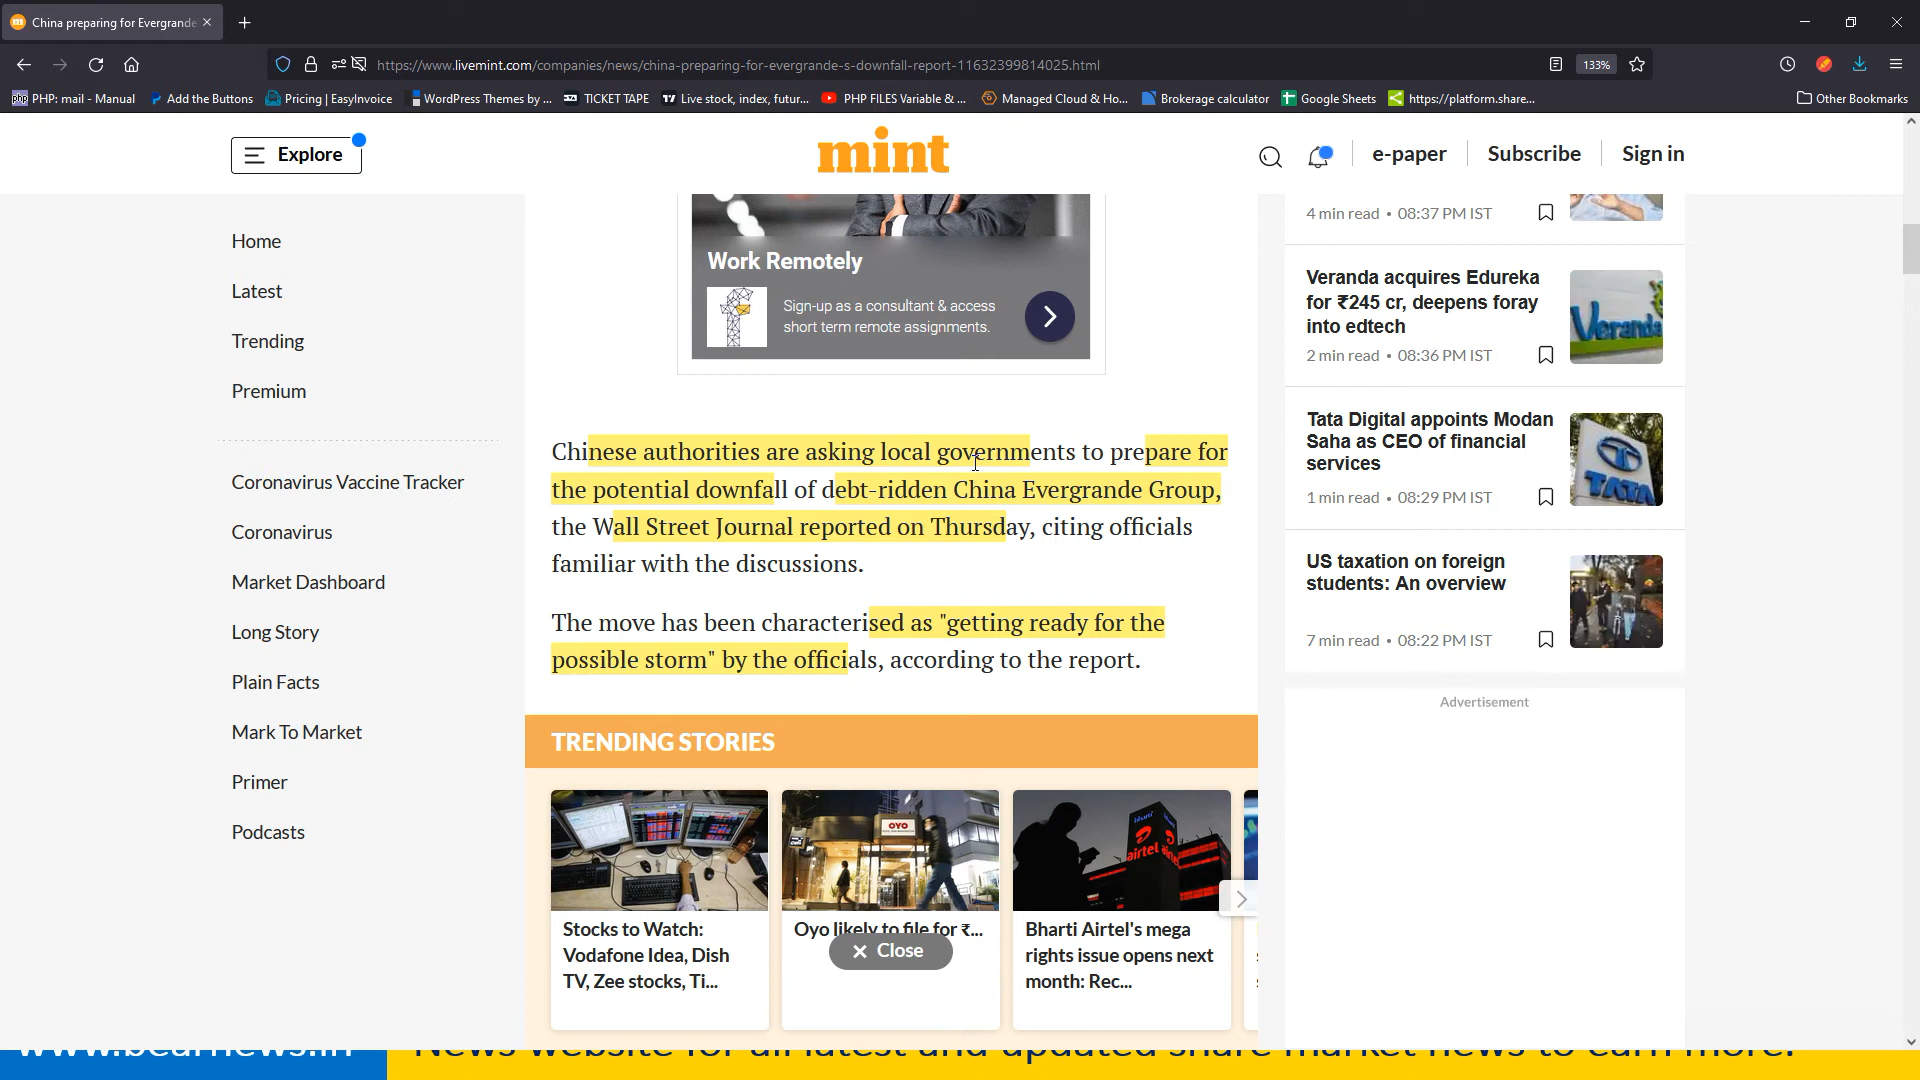 China preparing for Evergrande
https://www.livemint.com/companies/news/china-preparing-for-evergrande-s-downfall-report-11632399814025.html
133%
php PHP: mail - Manual
Add the Buttons
Pricing | EasyInvoice
WordPress Themes by ...
TICKET TAPE
Live stock, index, futur...
PHP FILES Variable & ...
Managed Cloud & Ho...
Brokerage calculator
Google Sheets
https://platform.share...
Other Bookmarks
Explore
mint
e-paper
Subscribe
Sign in
Home
Latest
Trending
Premium
Coronavirus Vaccine Tracker
Coronavirus
Market Dashboard
Long Story
Plain Facts
Mark To Market
Primer
Podcasts
Work Remotely
Sign-up as a consultant & access
short term remote assignments.
Chinese authorities are asking local governments to prepare for
the potential downfall of debt-ridden China Evergrande Group,
the Wall Street Journal reported on Thursday, citing officials
familiar with the discussions.
The move has been characterised as "getting ready for the
possible storm" by the officials, according to the report.
TRENDING STORIES
OYO
bharti
airtel
Stocks to Watch:
Vodafone Idea, Dish
TV, Zee stocks, Ti...
Oyo likely to file for ₹...
Bharti Airtel's mega
rights issue opens next
month: Rec...
× Close
4 min read • 08:37 PM IST
Veranda acquires Edureka
for ₹245 cr, deepens foray
into edtech
2 min read • 08:36 PM IST
Veranda
Tata Digital appoints Modan
Saha as CEO of financial
services
1 min read • 08:29 PM IST
TATA
US taxation on foreign
students: An overview
7 min read • 08:22 PM IST
Advertisement
www.bearnews.in
News website for all latest and updated share market news to earn more.